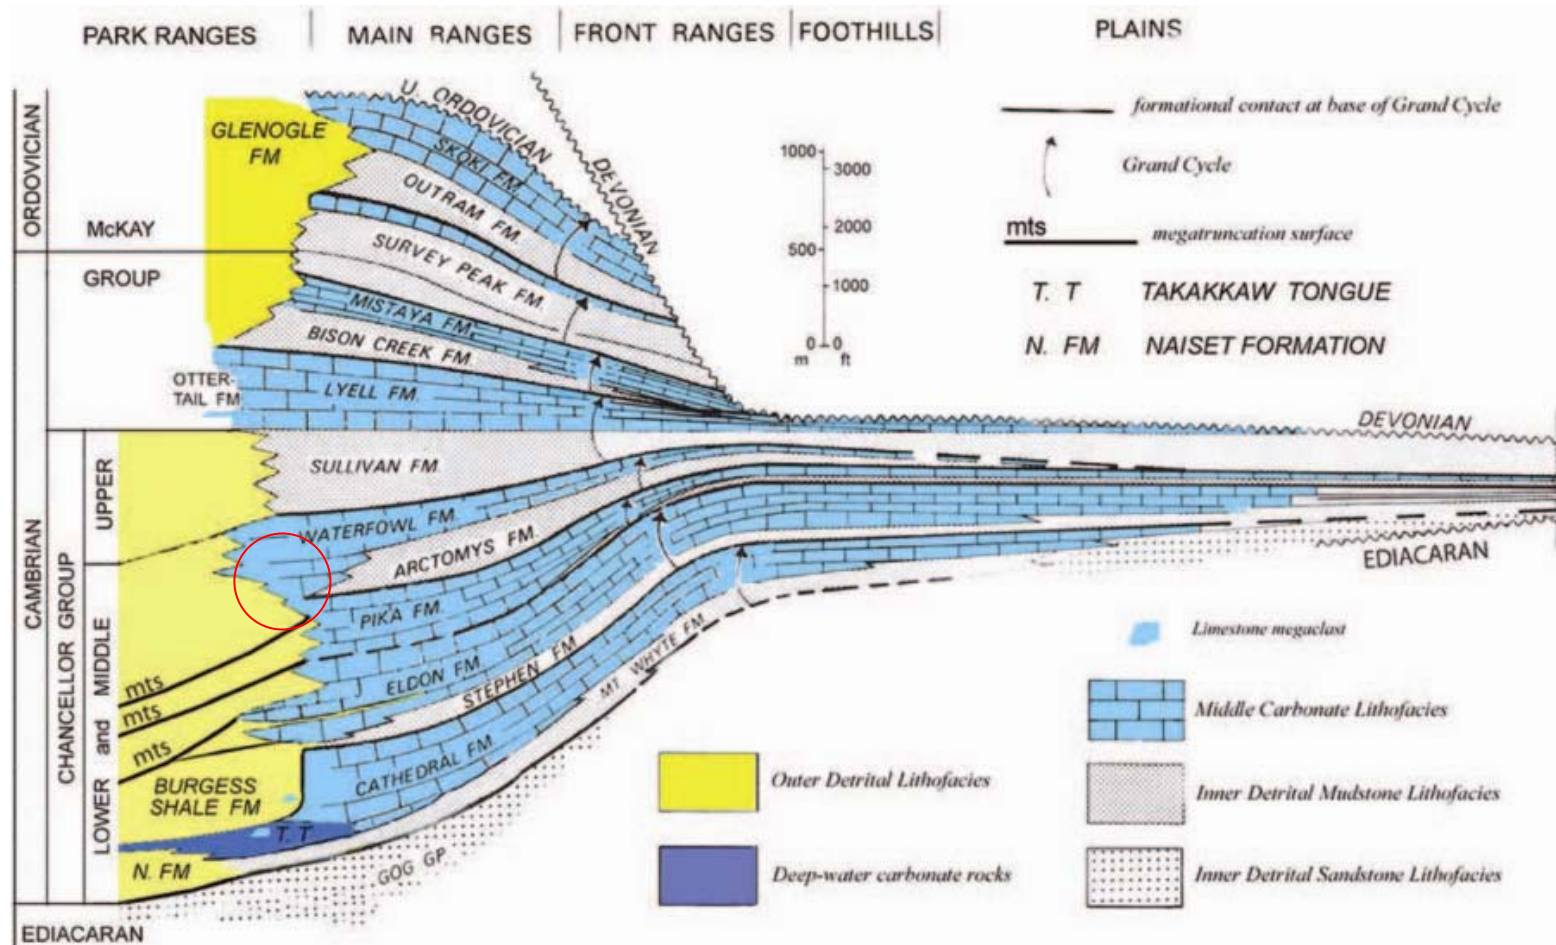 PARK RANGES
MAIN RANGES
FRONT RANGES
FOOTHILLS
PLAINS
ORDOVICIAN
CAMBRIAN
CHANCELLOR GROUP
UPPER
LOWER and MIDDLE
EDIACARAN
McKAY
GROUP
GLENOGLE
FM
U. ORDOVICIAN
DEVONIAN
SKOKI FM.
OUTRAM FM.
SURVEY PEAK FM.
MISTAYA FM.
BISON CREEK FM.
OTTER-
TAIL FM
LYELL FM.
SULLIVAN FM.
WATERFOWL FM.
ARCTOMYS FM.
PIKA FM.
ELDON FM.
STEPHEN FM
MT WHYTE FM.
CATHEDRAL FM
mts
mts
mts
BURGESS
SHALE FM
T. T
N. FM
GOG GP.
DEVONIAN
EDIACARAN
1000
3000
2000
500
1000
0 0
m ft
formational contact at base of Grand Cycle
Grand Cycle
mts
megatruncation surface
T. T TAKAKKAW TONGUE
N. FM NAISET FORMATION
Limestone megaclast
Middle Carbonate Lithofacies
Outer Detrital Lithofacies
Inner Detrital Mudstone Lithofacies
Deep-water carbonate rocks
Inner Detrital Sandstone Lithofacies